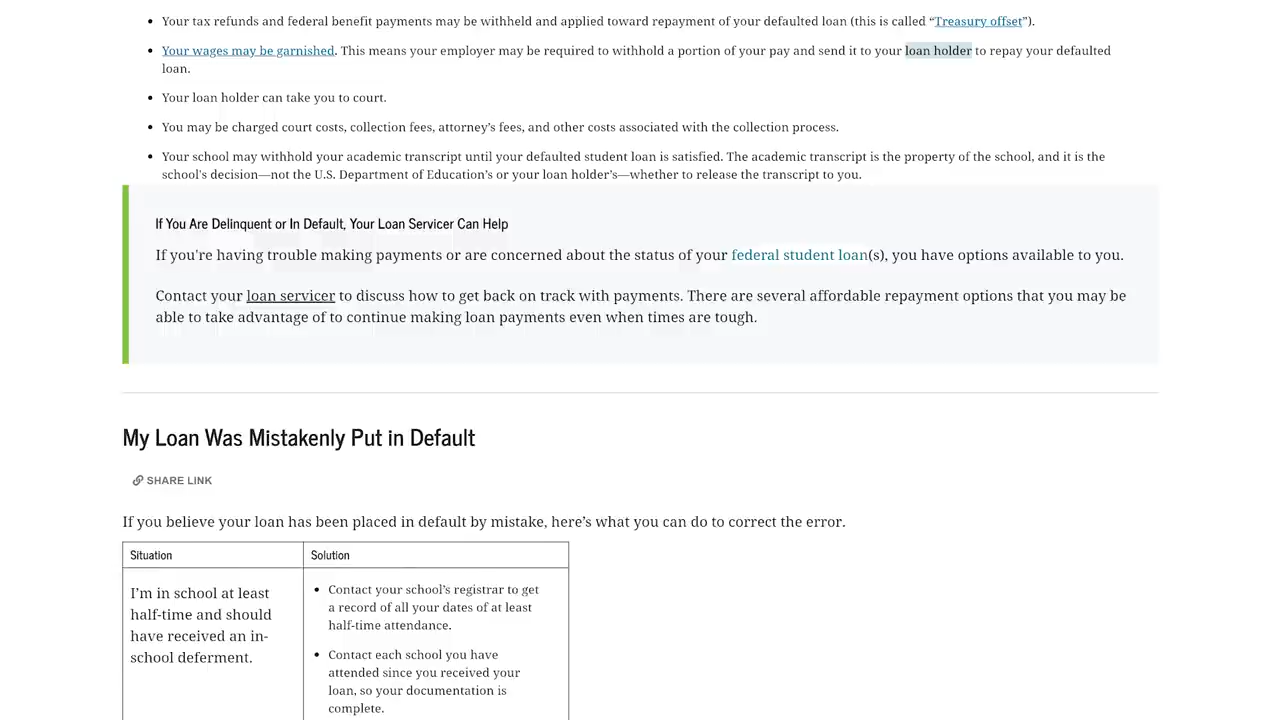 Your tax refunds and federal benefit payments may be withheld and applied toward repayment of your defaulted loan (this is called “Treasury offset”).
Your wages may be garnished. This means your employer may be required to withhold a portion of your pay and send it to your loan holder to repay your defaulted
loan.
Your loan holder can take you to court.
You may be charged court costs, collection fees, attorney’s fees, and other costs associated with the collection process.
Your school may withhold your academic transcript until your defaulted student loan is satisfied. The academic transcript is the property of the school, and it is the
school's decision—not the U.S. Department of Education’s or your loan holder’s—whether to release the transcript to you.
If You Are Delinquent or In Default, Your Loan Servicer Can Help
If you're having trouble making payments or are concerned about the status of your federal student loan(s), you have options available to you.
Contact your loan servicer to discuss how to get back on track with payments. There are several affordable repayment options that you may be
able to take advantage of to continue making loan payments even when times are tough.
My Loan Was Mistakenly Put in Default
SHARE LINK
If you believe your loan has been placed in default by mistake, here’s what you can do to correct the error.
Situation
Solution
I’m in school at least
half-time and should
have received an in-
school deferment.
Contact your school’s registrar to get
a record of all your dates of at least
half-time attendance.
Contact each school you have
attended since you received your
loan, so your documentation is
complete.